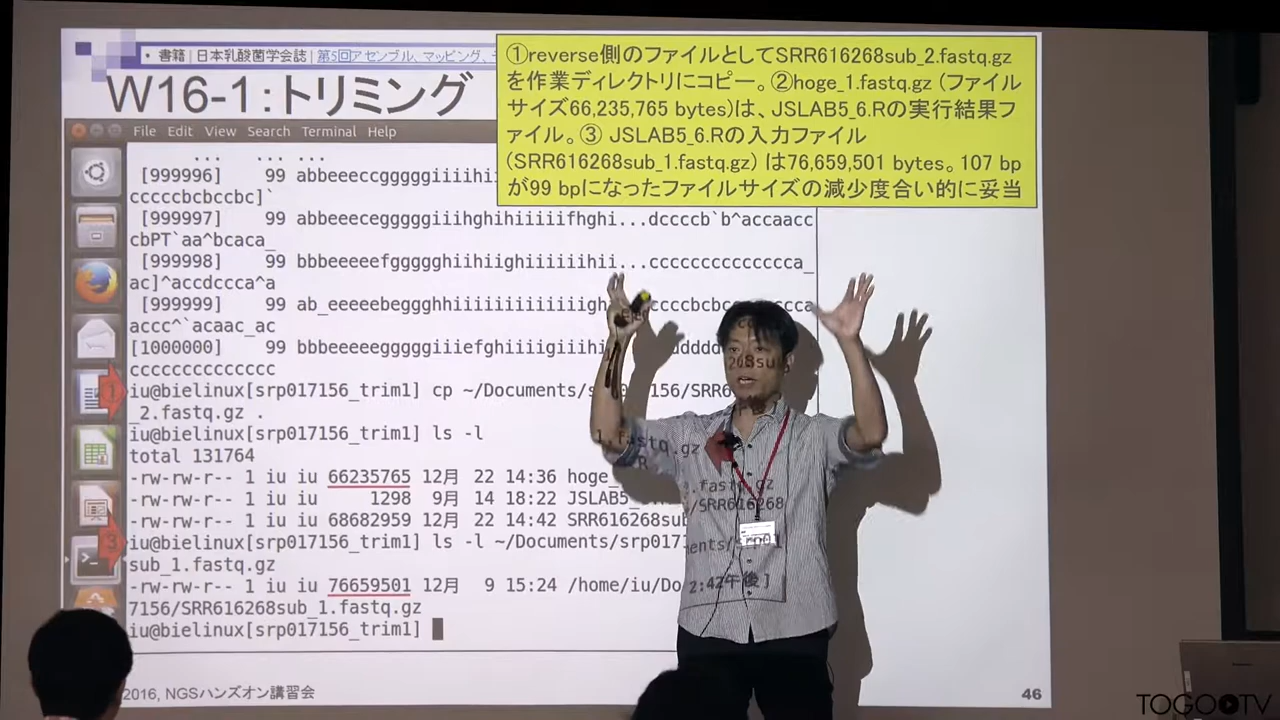 書籍 | 日本乳酸菌学会誌 | 第5回アセンブル、マッピング、
W16-1：トリミング
①reverse側のファイルとしてSRR616268sub_2.fastq.gz
を作業ディレクトリにコピー。②hoge_1.fastq.gz (ファイル
サイズ66,235,765 bytes)は、JSLAB5_6.Rの実行結果フ
ァイル。③ JSLAB5_6.Rの入力ファイル
(SRR616268sub_1.fastq.gz) は76,659,501 bytes。107 bp
が99 bpになったファイルサイズの減少度合い的に妥当
File Edit View Search Terminal Help
... ... ...
[999996] 99 abbeeeccgggggiiiihii
cccccbcbccbc]`
[999997] 99 abbeeecegggggiiihghihiiiiifhghi...dccccb`b^accaacc
cbPT`aa^bcaca_
[999998] 99 bbbeeeeefggggghiihiighiiiiiihii...cccccccccccccccca_
ac]^accdccca^a
[999999] 99 ab_eeeeebeggghhiiiiiiiiiiiiigh
accc^`acaac_ac
[1000000] 99 bbbeeeeegggggiiiefghiiiigiiiihi
cccccccccccccc
iu@bielinux[srp017156_trim1] cp ~/Documents/srp017156/SRR
_2.fastq.gz .
iu@bielinux[srp017156_trim1] ls -l
total 131764
-rw-rw-r-- 1 iu iu 66235765 12月 22 14:36 hoge
-rw-rw-r-- 1 iu iu 1298 9月 14 18:22 JSLAB5_
-rw-rw-r-- 1 iu iu 68682959 12月 22 14:42 SRR616268sub
iu@bielinux[srp017156_trim1] ls -l ~/Documents/srp017
sub_1.fastq.gz
-rw-rw-r-- 1 iu iu 76659501 12月 9 15:24 /home/iu/Do
7156/SRR616268sub_1.fastq.gz
iu@bielinux[srp017156_trim1]
①
③
2016, NGSハンズオン講習会
46
TOGOTV